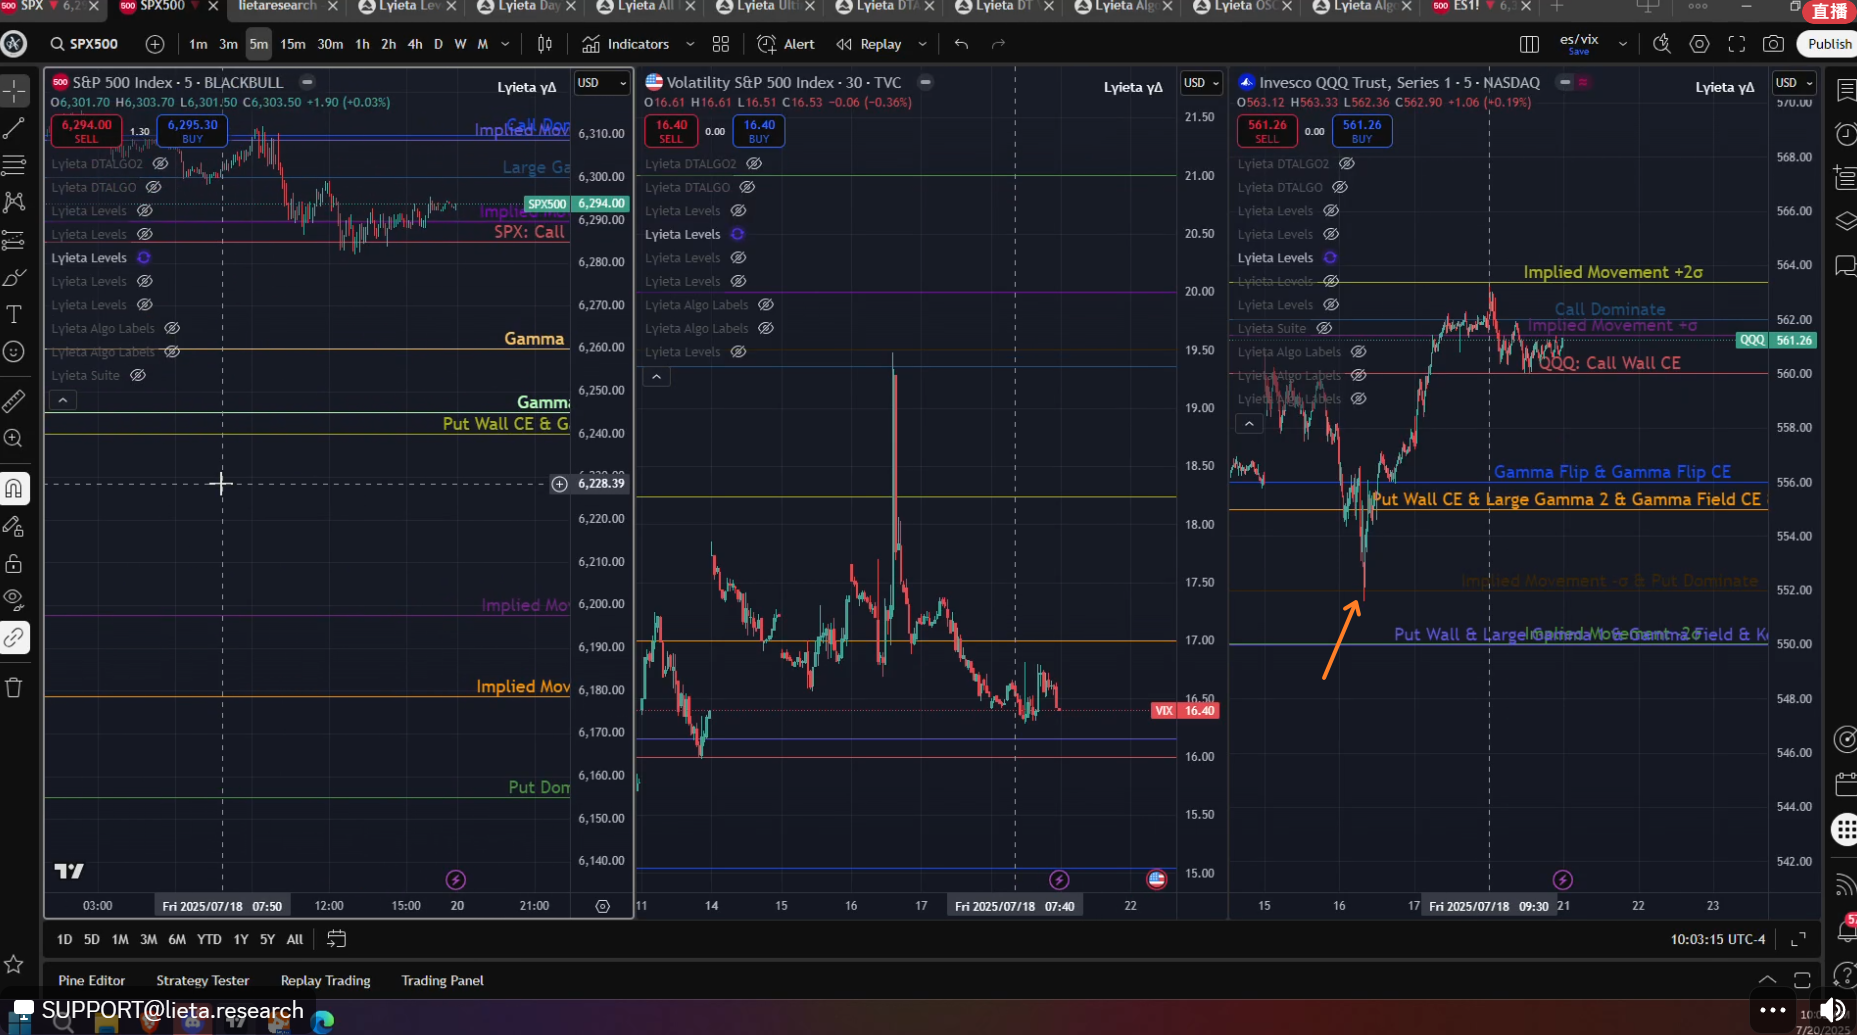 SPX
SPX500
lietaresearch
Lyieta Lev
Lyieta Day
Lyieta All
Lyieta Ulti
Lyieta DTA
Lyieta DT
Lyieta Algo
Lyieta OSC
Lyieta Algo
ES1!
直播
SPX500
1m 3m 5m 15m 30m 1h 2h 4h D W M
Indicators
Alert
Replay
es/vix
Save
Publish
S&P 500 Index · 5 · BLACKBULL
Lyieta γΔ
USD
O6,301.70 H6,303.70 L6,301.50 C6,303.50 +1.90 (+0.03%)
6,294.00
SELL
1.30
6,295.30
BUY
Lyieta DTALGO2
Lyieta DTALGO
Lyieta Levels
Lyieta Levels
Lyieta Levels
Lyieta Levels
Lyieta Levels
Lyieta Algo Labels
Lyieta Algo Labels
Lyieta Suite
Call Do
Implied Mov
Large Ga
Implied Mo
SPX: Call
Gamma
Gamma
Put Wall CE & G
Implied Mo
Implied Mov
Put Dom
6,310.00
6,300.00
SPX500 6,294.00
6,290.00
6,280.00
6,270.00
6,260.00
6,250.00
6,240.00
6,228.39
6,220.00
6,210.00
6,200.00
6,190.00
6,180.00
6,170.00
6,160.00
6,150.00
6,140.00
03:00
Fri 2025/07/18 07:50
12:00
15:00
20
21:00
Volatility S&P 500 Index · 30 · TVC
Lyieta γΔ
USD
O16.61 H16.61 L16.51 C16.53 −0.06 (−0.36%)
16.40
SELL
0.00
16.40
BUY
Lyieta DTALGO2
Lyieta DTALGO
Lyieta Levels
Lyieta Levels
Lyieta Levels
Lyieta Levels
Lyieta Algo Labels
Lyieta Algo Labels
Lyieta Levels
21.50
21.00
20.50
20.00
19.50
19.00
18.50
18.00
17.50
17.00
16.50
VIX 16.40
16.00
15.50
15.00
11
14
15
16
17
Fri 2025/07/18 07:40
22
Invesco QQQ Trust, Series 1 · 5 · NASDAQ
Lyieta γΔ
USD
O563.12 H563.33 L562.36 C562.90 +1.06 (+0.19%)
561.26
SELL
0.00
561.26
BUY
Lyieta DTALGO2
Lyieta DTALGO
Lyieta Levels
Lyieta Levels
Lyieta Levels
Lyieta Levels
Lyieta Levels
Lyieta Suite
Lyieta Algo Labels
Lyieta Algo Labels
Lyieta Algo Labels
Implied Movement +2σ
Call Dominate
Implied Movement +σ
QQQ: Call Wall CE
Gamma Flip & Gamma Flip CE
Put Wall CE & Large Gamma 2 & Gamma Field CE
Implied Movement -σ & Put Dominate
Put Wall & Large Gamma 1 & Gamma Field & K
Implied Movement -2σ
570.00
568.00
566.00
564.00
562.00
QQQ 561.26
560.00
558.00
556.00
554.00
552.00
550.00
548.00
546.00
544.00
542.00
15
16
17
Fri 2025/07/18 09:30
21
22
23
1D 5D 1M 3M 6M YTD 1Y 5Y All
10:03:15 UTC-4
Pine Editor
Strategy Tester
Replay Trading
Trading Panel
SUPPORT@lieta.research